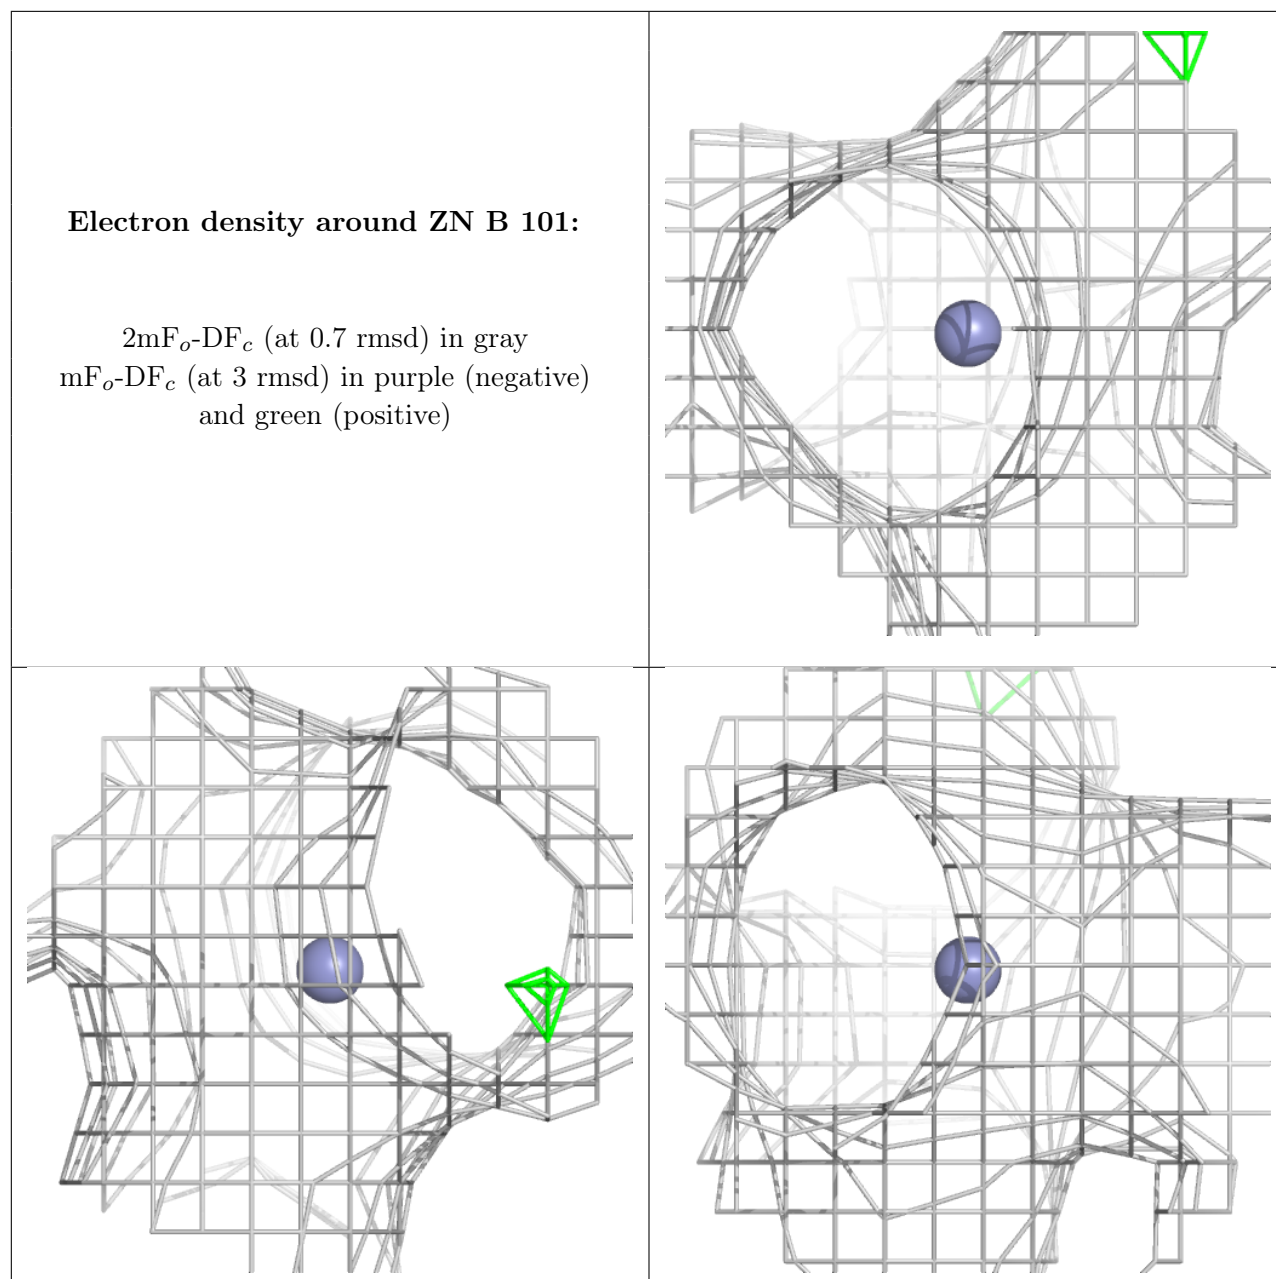 Electron density around ZN B 101:
2mFo-DFc (at 0.7 rmsd) in gray
mFo-DFc (at 3 rmsd) in purple (negative)
and green (positive)